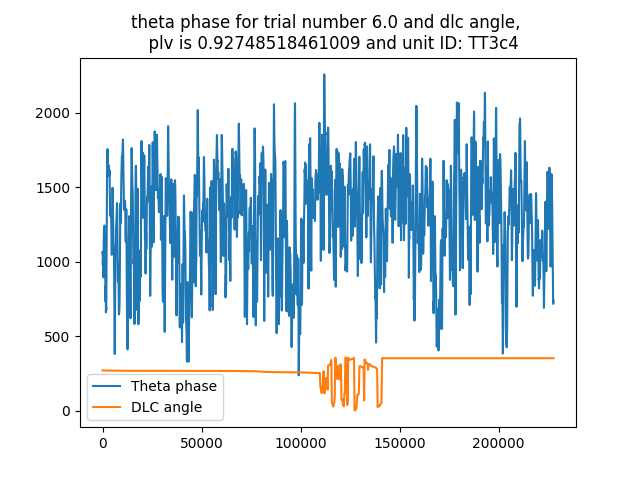 theta phase for trial number 6.0 and dlc angle,
plv is 0.92748518461009 and unit ID: TT3c4
2000
1500
1000
500
0
Theta phase
DLC angle
0
50000
100000
150000
200000